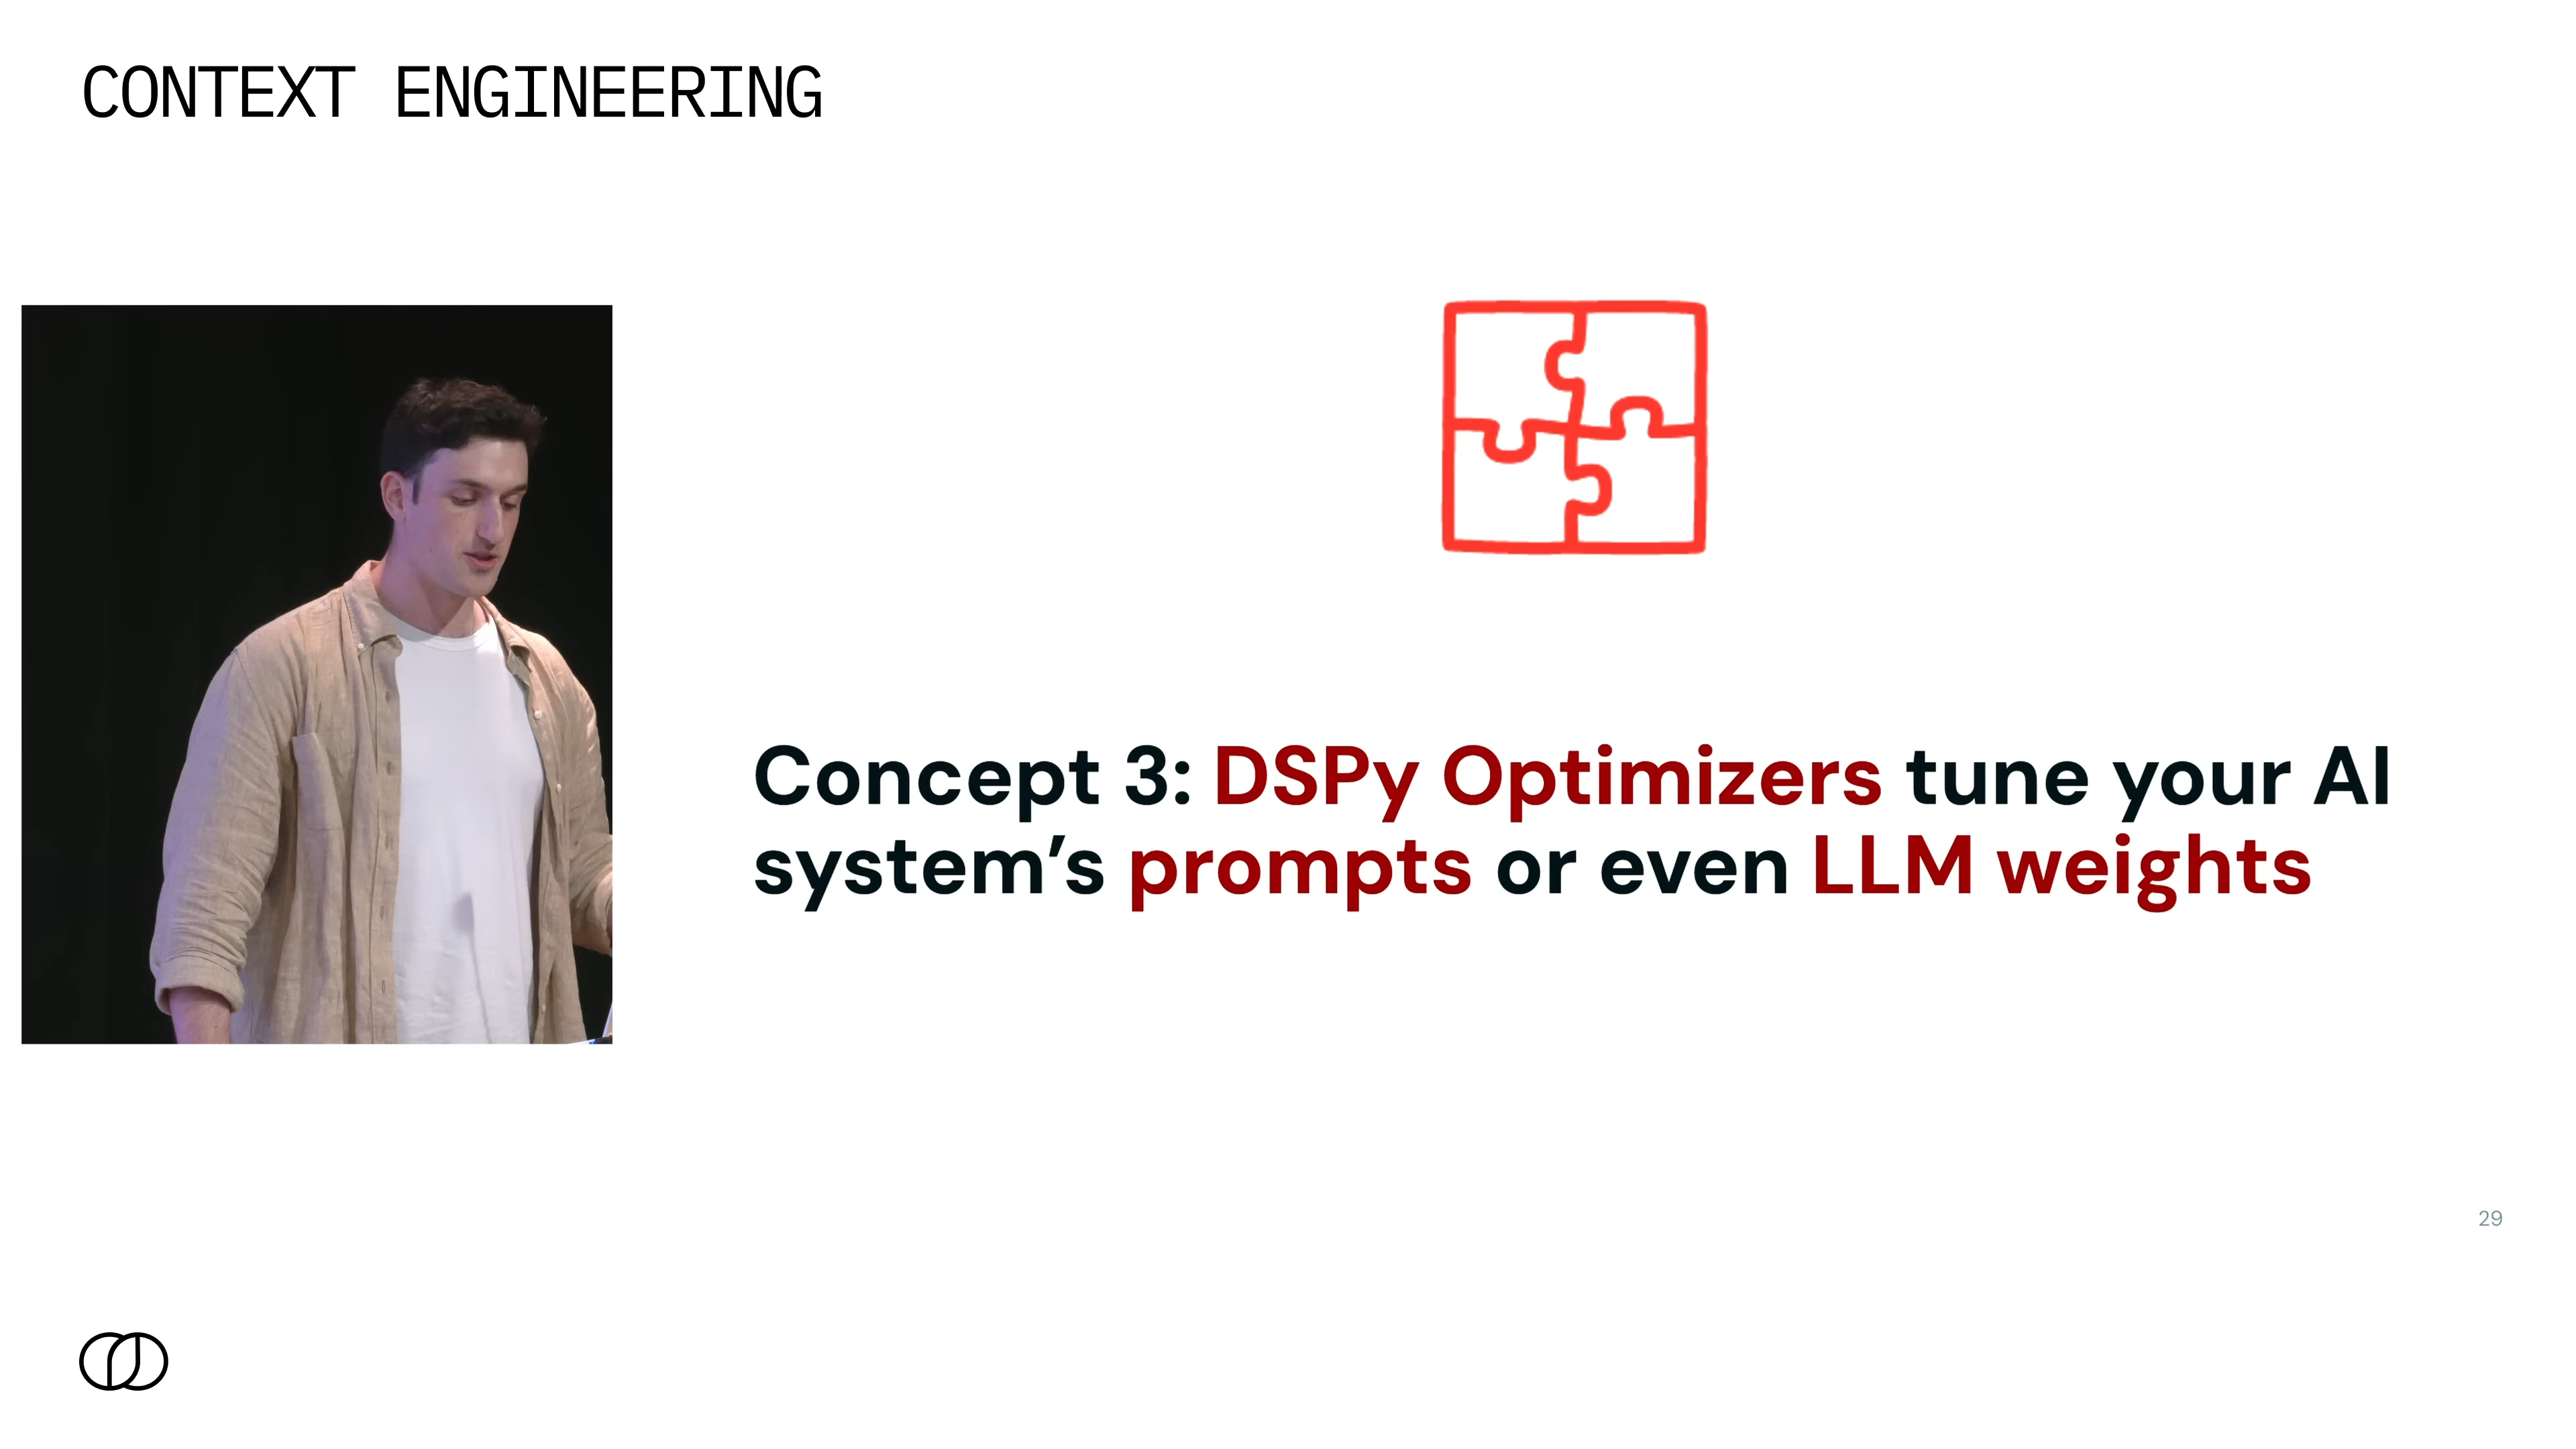 CONTEXT ENGINEERING
Concept 3: DSPy Optimizers tune your AI
system’s prompts or even LLM weights
29